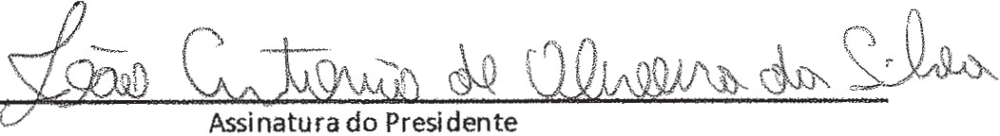 João Antonio de Oliveira da Silva
Assinatura do Presidente